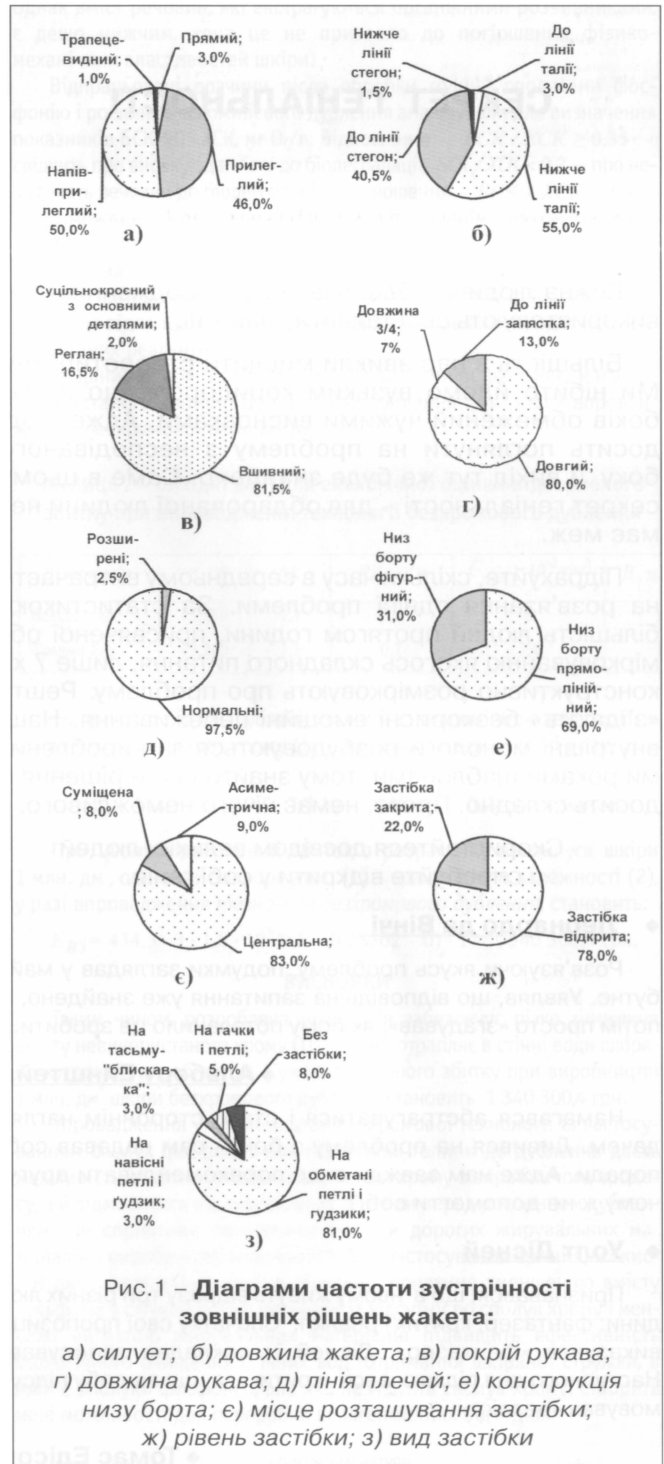 Трапеце-
видний;
1,0%
Прямий;
3,0%
Напів-
при-
леглий;
50,0%
Прилег-
лий;
46,0%
а)
Нижче
лінії
стегон;
1,5%
До
лінії
талії;
3,0%
До лінії
стегон;
40,5%
Нижче
лінії
талії;
55,0%
б)
Суцільнокроєний
з основними
деталями;
2,0%
Реглан;
16,5%
Вшивний;
81,5%
в)
Довжина
3/4;
7%
До лінії
запястка;
13,0%
Довгий;
80,0%
г)
Розши-
рені;
2,5%
Нормальні;
97,5%
д)
Низ
борту
фігур
ний;
31,0%
Низ
борту
прямо-
ліній
ний;
69,0%
е)
Суміщена
; 8,0%
Асиме-
трична;
9,0%
Центральна;
83,0%
є)
Застібка
закрита;
22,0%
Застібка
відкрита;
78,0%
ж)
На
тасьму-
"блискав
ка";
3,0%
На гачки
і петлі;
5,0%
Без
застібки;
8,0%
На
навісні
петлі і
ґудзик;
3,0%
На
обметані
петлі і
ґудзики;
81,0%
з)
Рис.1 – Діаграми частоти зустрічності
зовнішніх рішень жакета:
а) силует; б) довжина жакета; в) покрій рукава;
г) довжина рукава; д) лінія плечей; е) конструкція
низу борта; є) місце розташування застібки;
ж) рівень застібки; з) вид застібки